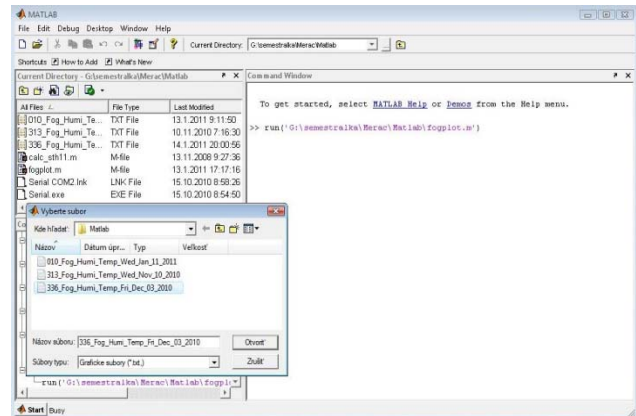 MATLAB
File Edit Debug Desktop Window Help
Current Directory: G:\semestralka\Merac\Matlab
Shortcuts How to Add What's New
Current Directory - G:\semestralka\Merac\Matlab
All Files File Type Last Modified
010_Fog_Humi_Te... TXT File 13.1.2011 9:11:50
313_Fog_Humi_Te... TXT File 10.11.2010 7:16:30
336_Fog_Humi_Te... TXT File 14.1.2011 20:00:56
calc_sth11.m M-file 13.11.2008 9:27:36
fogplot.m M-file 13.1.2011 17:17:16
Serial COM2.lnk LNK File 15.10.2010 8:58:26
Serial.exe EXE File 15.10.2010 8:54:50
Command Window
To get started, select MATLAB Help or Demos from the Help menu.
>> run('G:\semestralka\Merac\Matlab\fogplot.m')
Vyberte subor
Kde hľadať: Matlab
Názov Dátum úpr... Typ Veľkosť
010_Fog_Humi_Temp_Wed_Jan_11_2011
313_Fog_Humi_Temp_Wed_Nov_10_2010
336_Fog_Humi_Temp_Fri_Dec_03_2010
Názov súboru: 336_Fog_Humi_Temp_Fri_Dec_03_2010 Otvoriť
Súbory typu: Graficke subory (*.txt,) Zrušiť
run('G:\semestralka\Merac\Matlab\fogpl
Start Busy